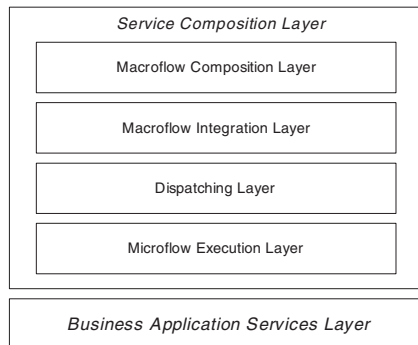 Service Composition Layer
Macroflow Composition Layer
Macroflow Integration Layer
Dispatching Layer
Microflow Execution Layer
Business Application Services Layer